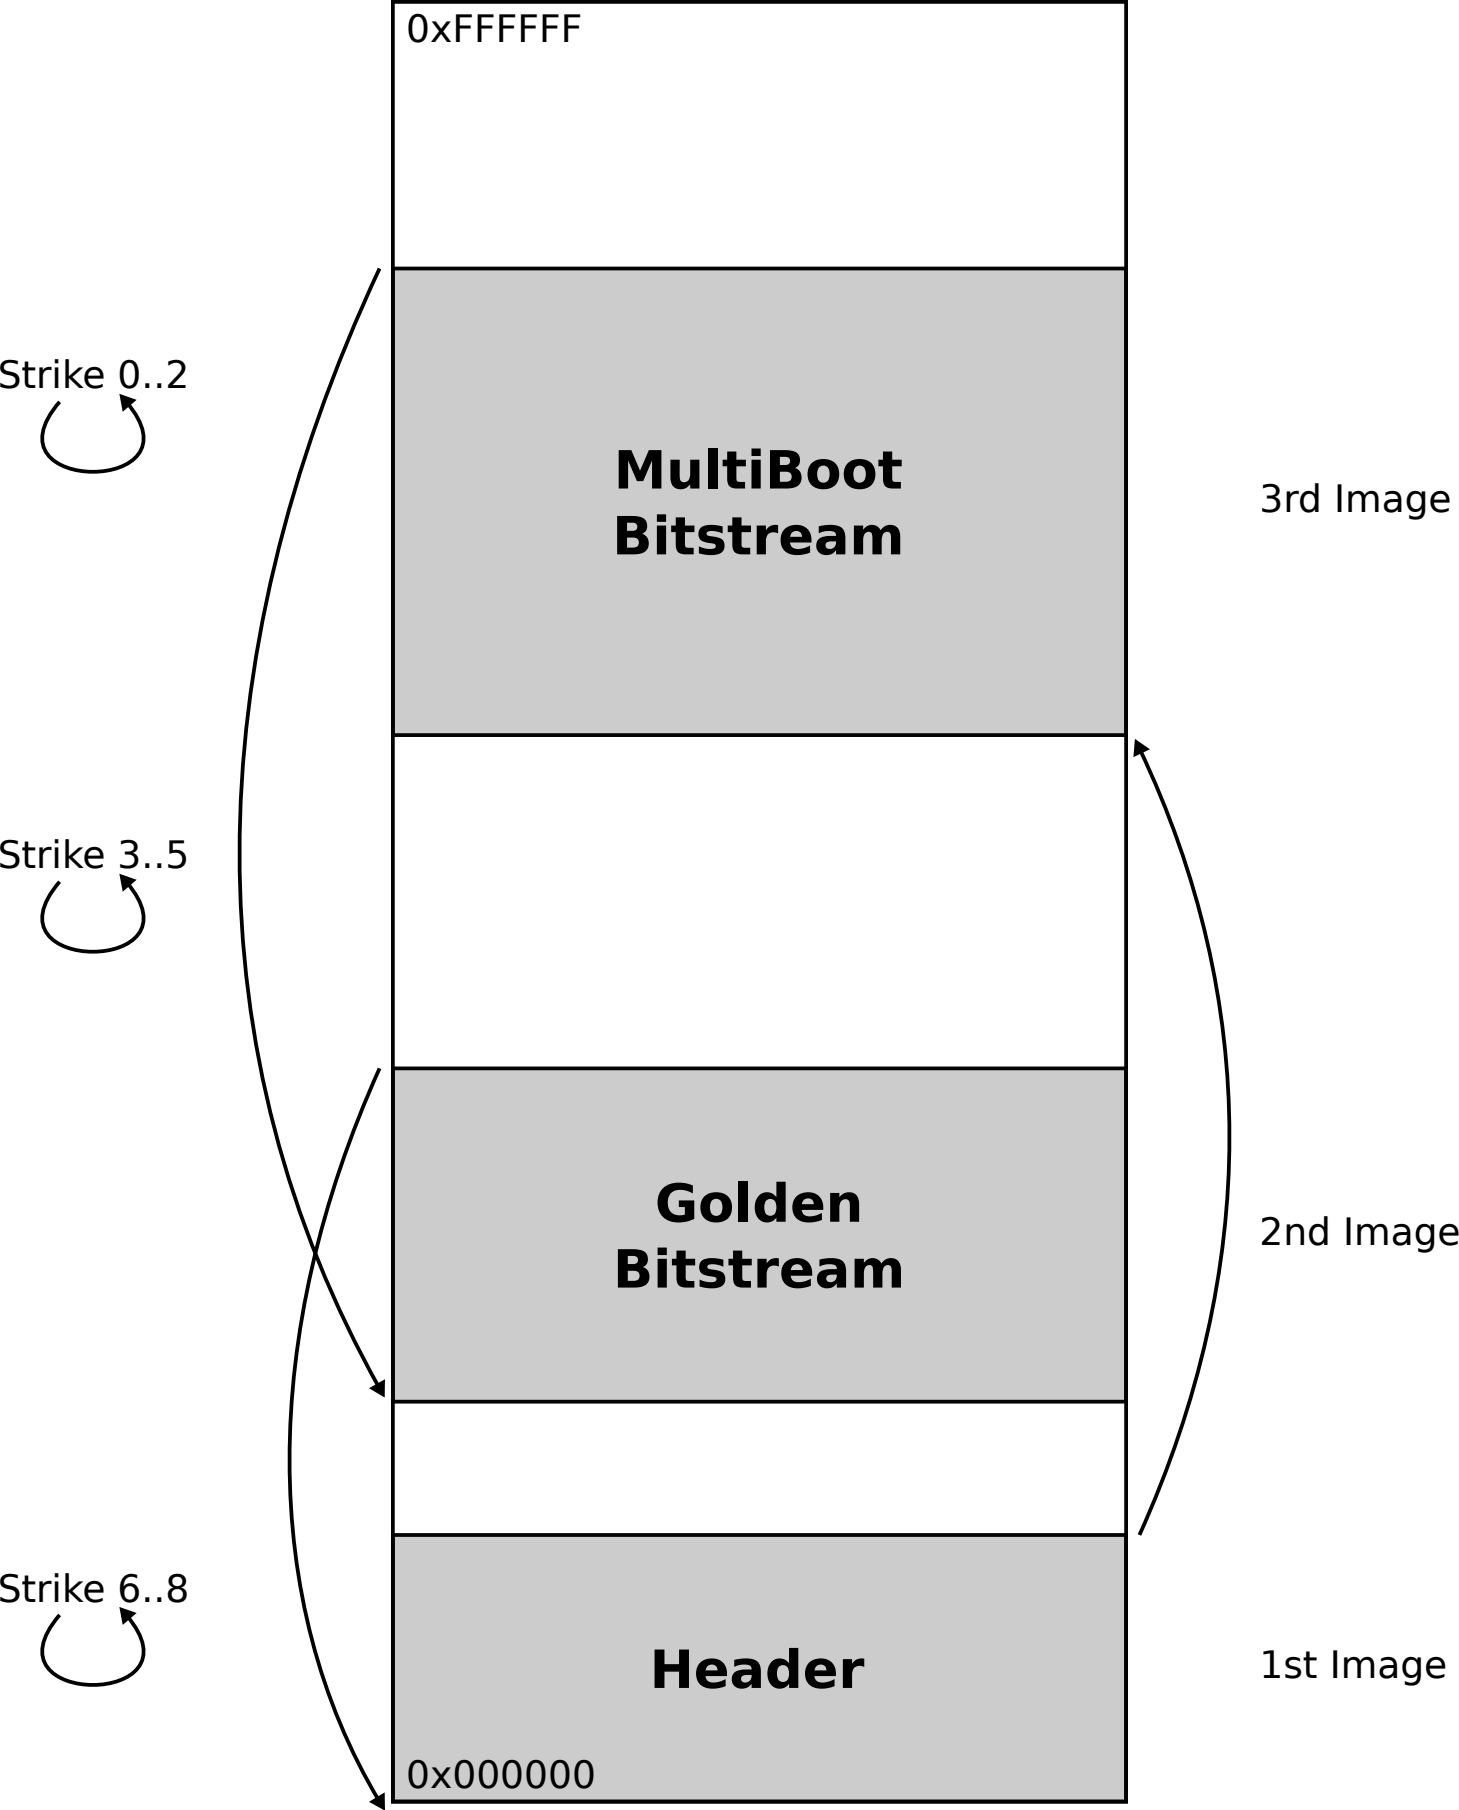 0xFFFFFF
Strike 0..2
MultiBoot
Bitstream
3rd Image
Strike 3..5
Golden
Bitstream
2nd Image
Strike 6..8
Header
1st Image
0x000000